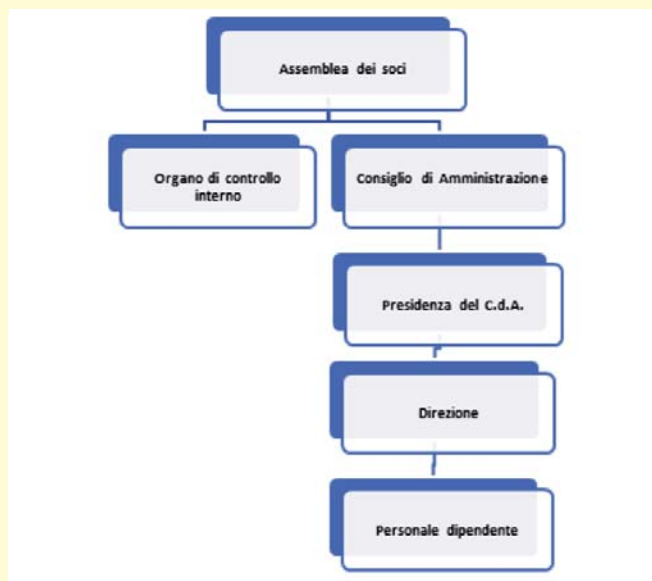 Assemblea dei soci
Organo di controllo
interno
Consiglio di Amministrazione
Presidenza del C.d.A.
Direzione
Personale dipendente